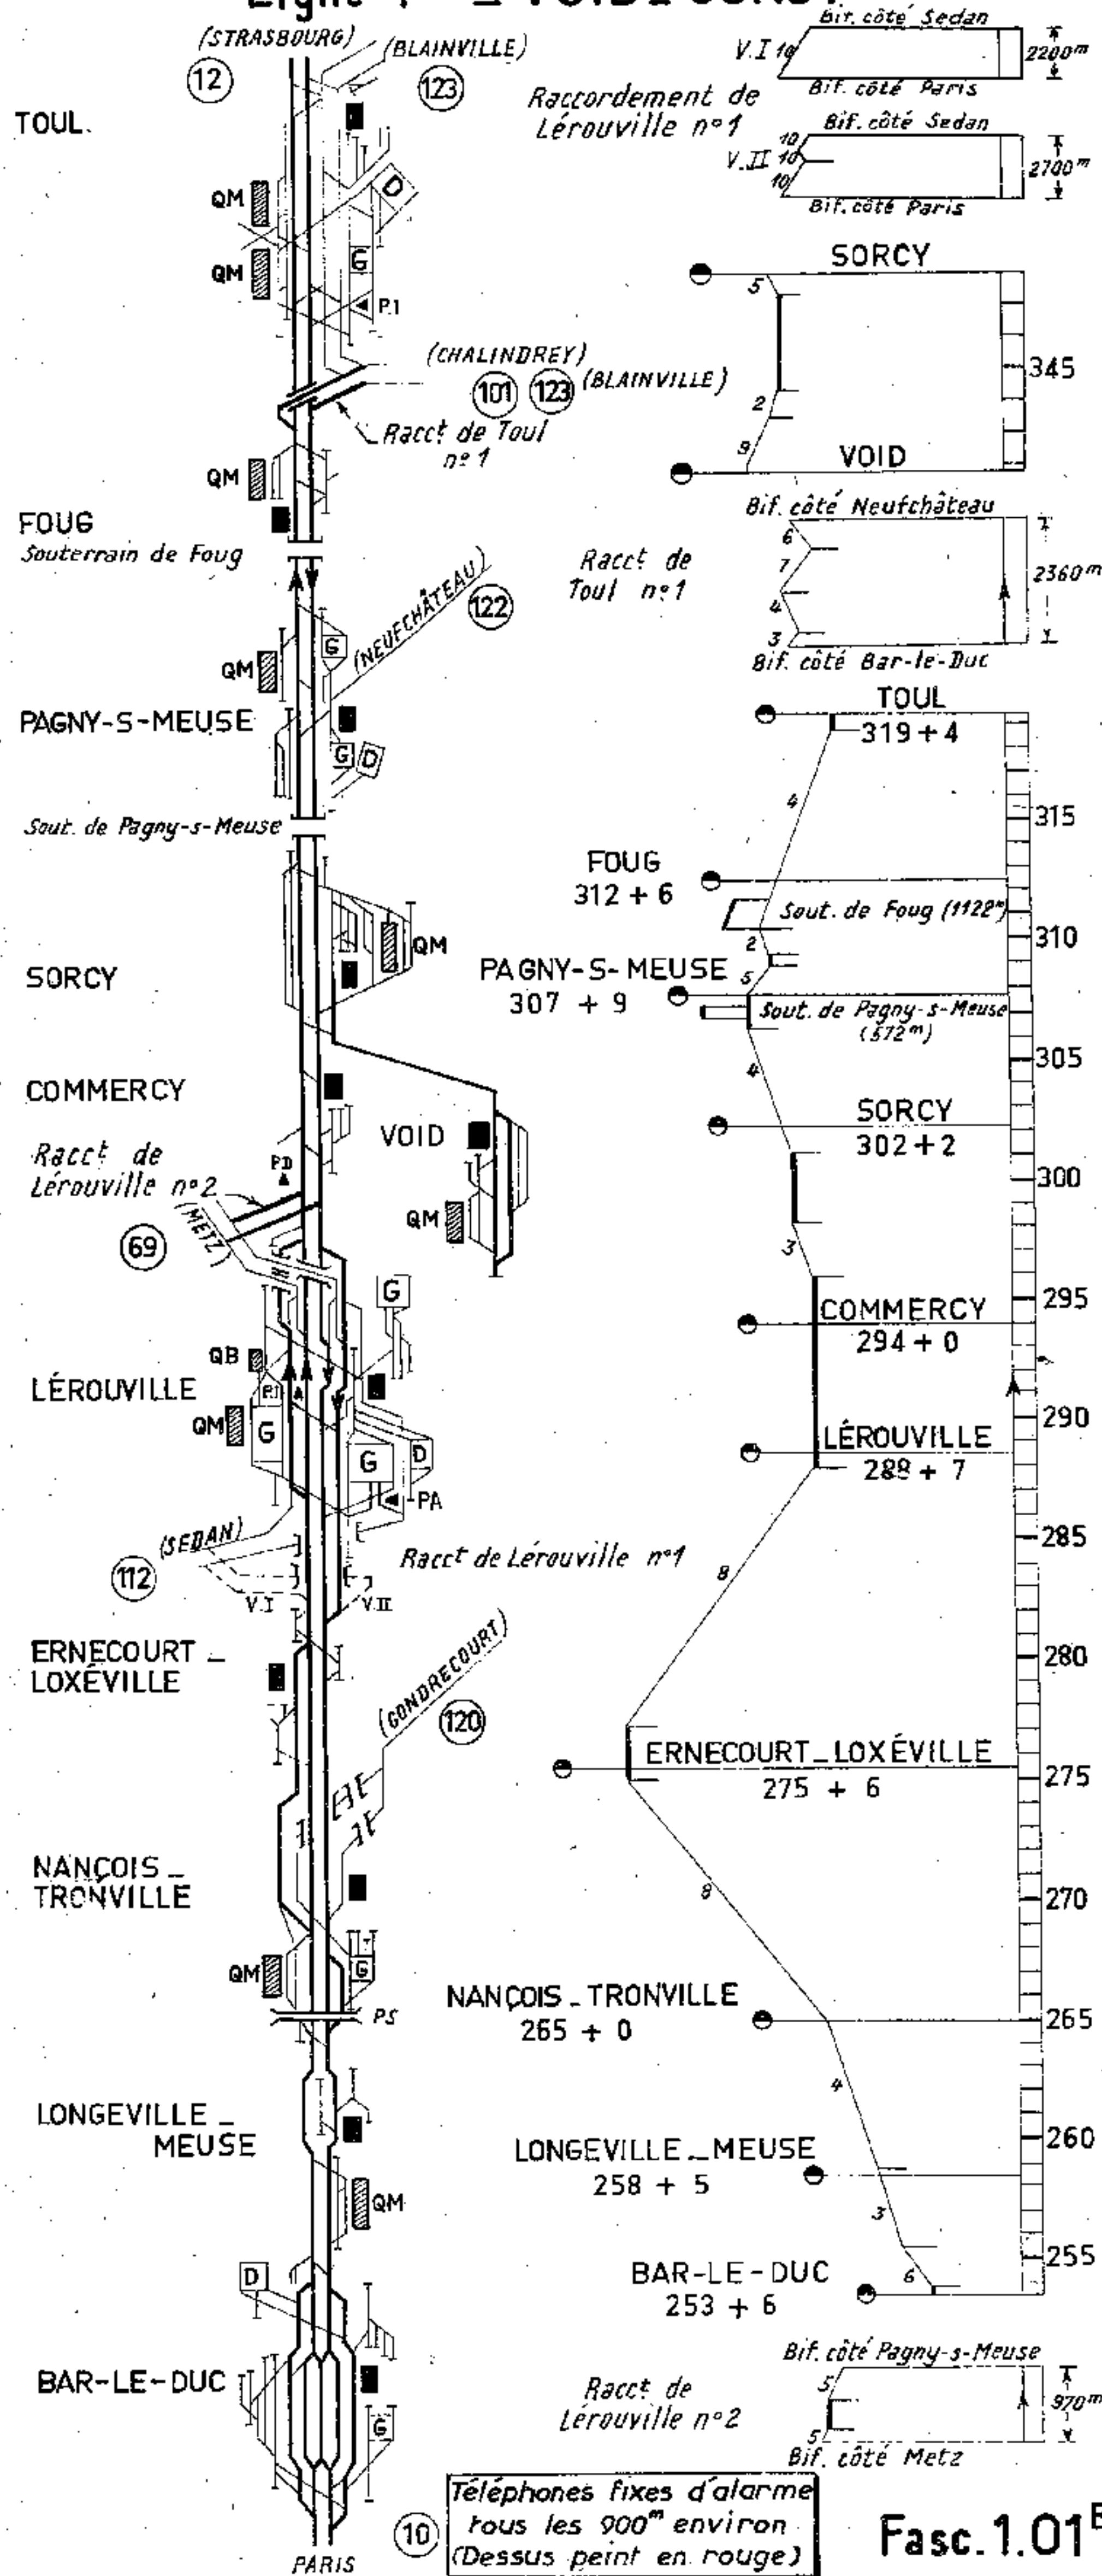 VOID à SORCY
(STRASBOURG)
12
(BLAINVILLE)
123
TOUL.
QM
D
QM
G
P.I
(CHALINDREY)
101
123
(BLAINVILLE)
Racct de Toul
nº 1
QM
FOUG
Souterrain de Foug
(NEUFCHÂTEAU)
122
G
QM
PAGNY-S-MEUSE
G
D
Sout. de Pagny-s-Meuse
QM
SORCY
COMMERCY
VOID
Racct de
Lérouville nº 2
PD
(METZ)
69
QM
G
QB
LÉROUVILLE
P.I
A
QM
G
G
D
PA
(SEDAN)
112
Racct de Lérouville nº 1
V.I
V.II
ERNECOURT _
LOXÉVILLE
(GONDRECOURT)
120
NANÇOIS _
TRONVILLE
QM
G
PS
LONGEVILLE _
MEUSE
QM
D
BAR-LE-DUC
G
PARIS
10
Téléphones fixes d'alarme
tous les 900m environ
(Dessus peint en rouge)
Fasc. 1.01B
Raccordement de
Lérouville nº 1
Bif. côté Sedan
V.I
10
2200m
Bif. côté Paris
Bif. côté Sedan
10
V.II
10
10
2700m
Bif. côté Paris
SORCY
5
345
2
9
VOID
Bif. côté Neufchâteau
Racct de
Toul nº 1
6
7
4
3
2360m
Bif. côté Bar-le-Duc
TOUL
319 + 4
4
315
FOUG
312 + 6
Sout. de Foug (1122m)
310
2
PAGNY-S-MEUSE
307 + 9
5
Sout. de Pagny-s-Meuse
(572m)
305
4
SORCY
302 + 2
300
3
295
COMMERCY
294 + 0
290
LÉROUVILLE
288 + 7
285
8
280
ERNECOURT _ LOXÉVILLE
275 + 6
275
8
270
NANÇOIS _ TRONVILLE
265 + 0
265
4
260
LONGEVILLE _ MEUSE
258 + 5
3
255
BAR-LE-DUC
253 + 6
6
Racct de
Lérouville nº 2
Bif. côté Pagny-s-Meuse
5
5
970m
Bif. côté Metz